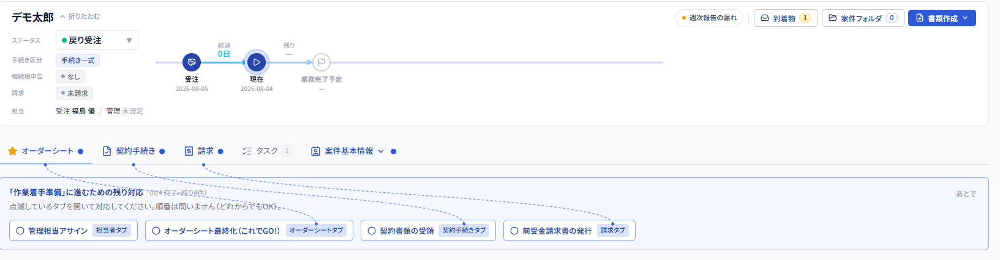 デモ太郎 折りたたむ 週次報告の漏れ 到着物 1 案件フォルダ 0 書類作成
ステータス 戻り受注
手続き区分 手続き一式
相続税申告 なし
請求 未請求
担当 受注 福島 優 / 管理 未設定
経過 残り
0日 —
受注 現在 業務完了予定
2026-08-05 2026-08-04 —
オーダーシート 契約手続き 請求 タスク 1 案件基本情報
「作業着手準備」に進むための残り対応 (0/4 完了・残り4件) あとで
点滅しているタブを開いて対応してください。順番は問いません(どれからでもOK)。
管理担当アサイン 担当者タブ オーダーシート最終化(これでGO!) オーダーシートタブ 契約書類の受領 契約手続きタブ 前受金請求書の発行 請求タブ